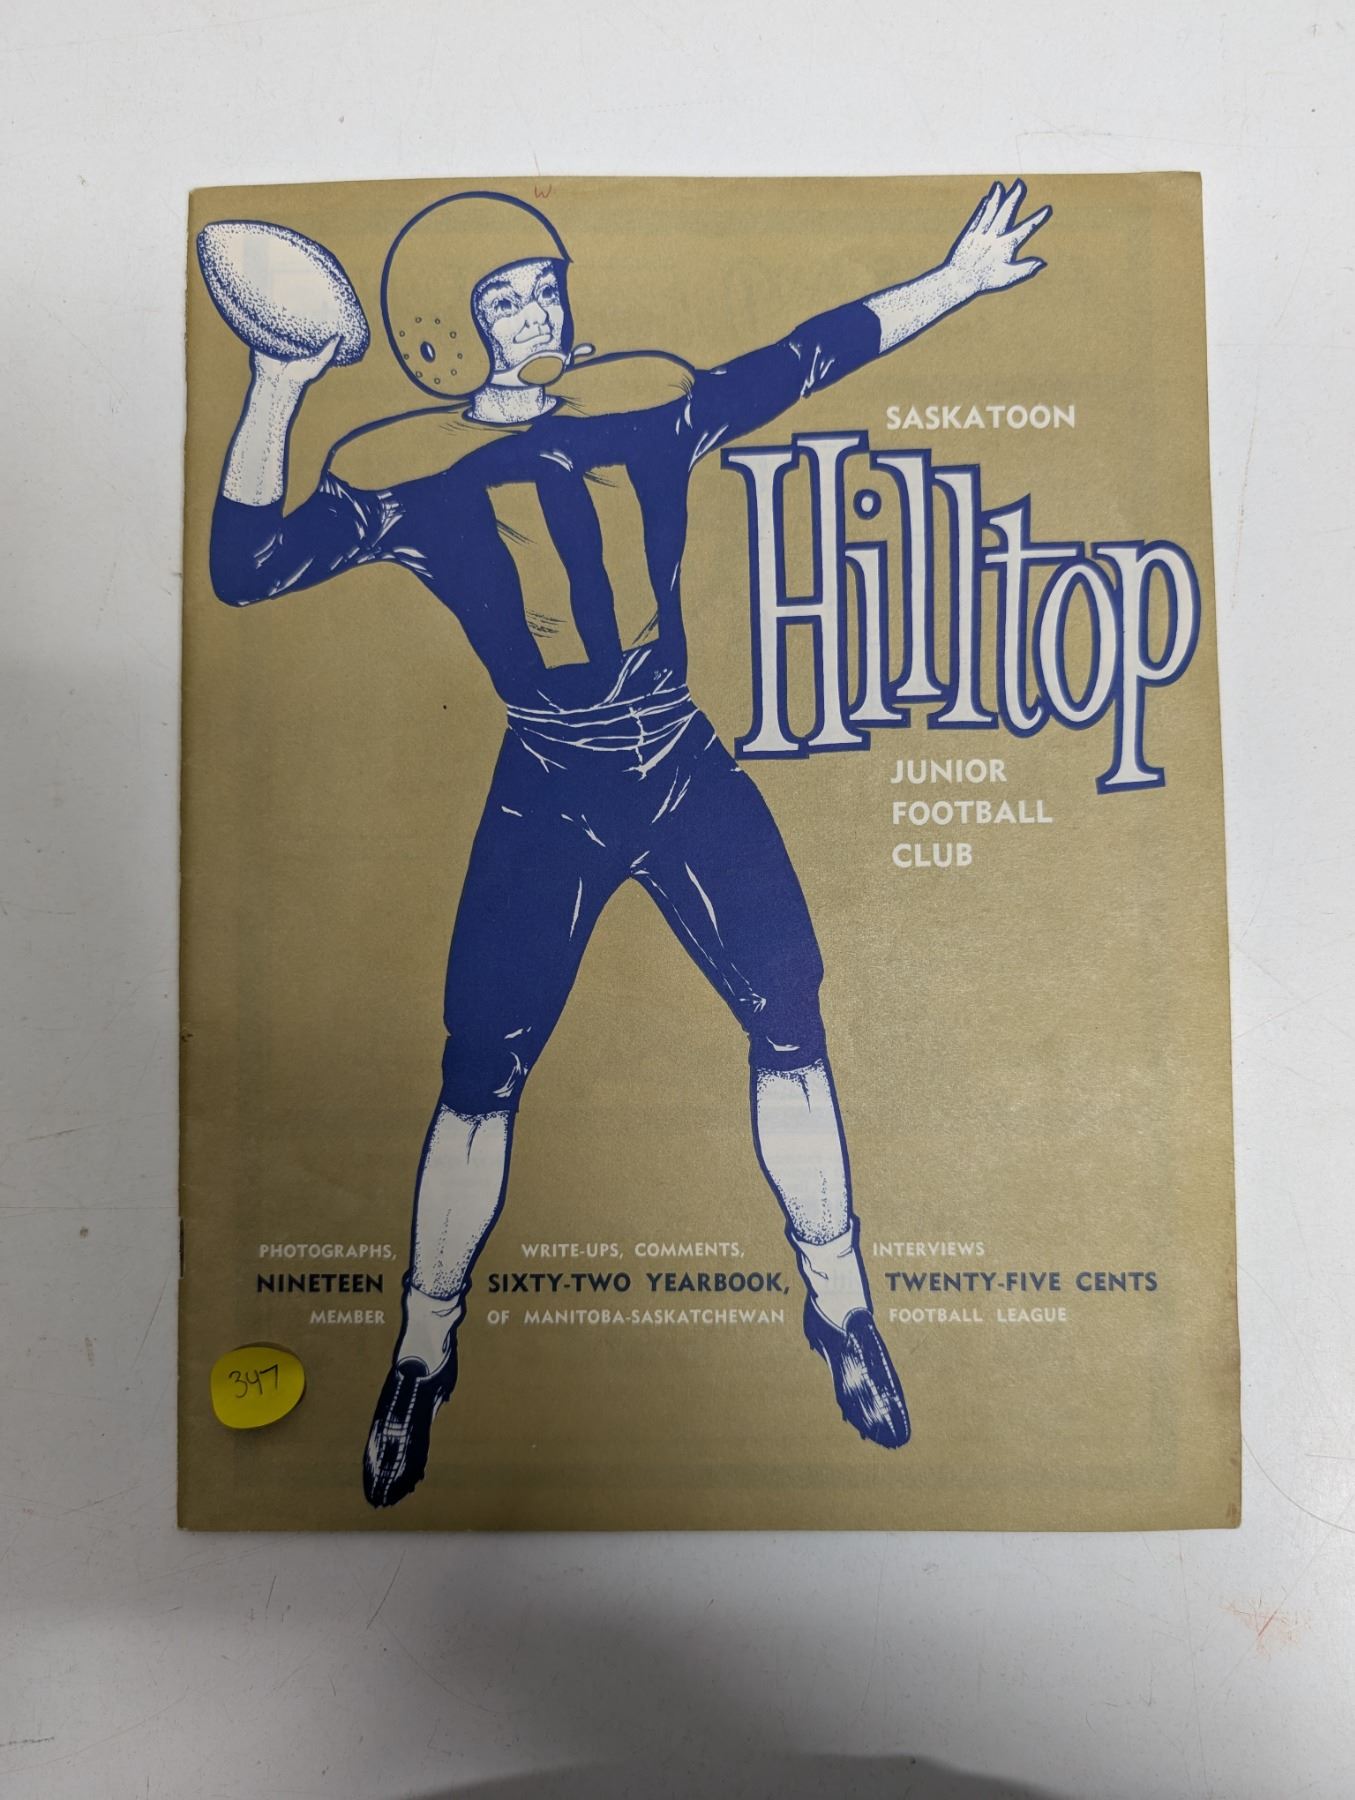 W
SASKATOON
Hilltop
JUNIOR
FOOTBALL
CLUB
PHOTOGRAPHS, WRITE-UPS, COMMENTS, INTERVIEWS
NINETEEN SIXTY-TWO YEARBOOK, TWENTY-FIVE CENTS
MEMBER OF MANITOBA-SASKATCHEWAN FOOTBALL LEAGUE
347